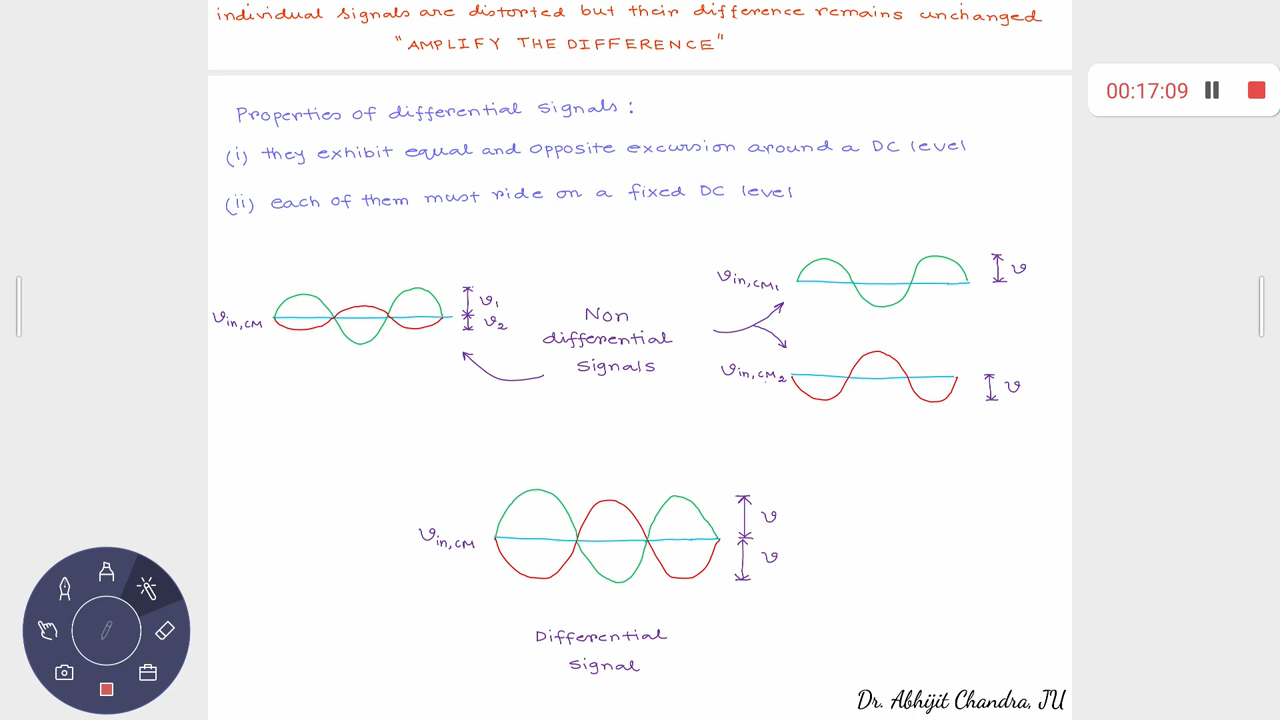 individual signals are distorted but their difference remains unchanged
"AMPLIFY THE DIFFERENCE"
00:17:09
Properties of differential signals:
(i) they exhibit equal and opposite excursion around a DC level
(ii) each of them must ride on a fixed DC level
Vin,CM1
v
v1
v2
Vin,CM
Non
differential
signals
Vin,CM2
v
v
Vin,CM
v
Differential
signal
Dr. Abhijit Chandra, JU